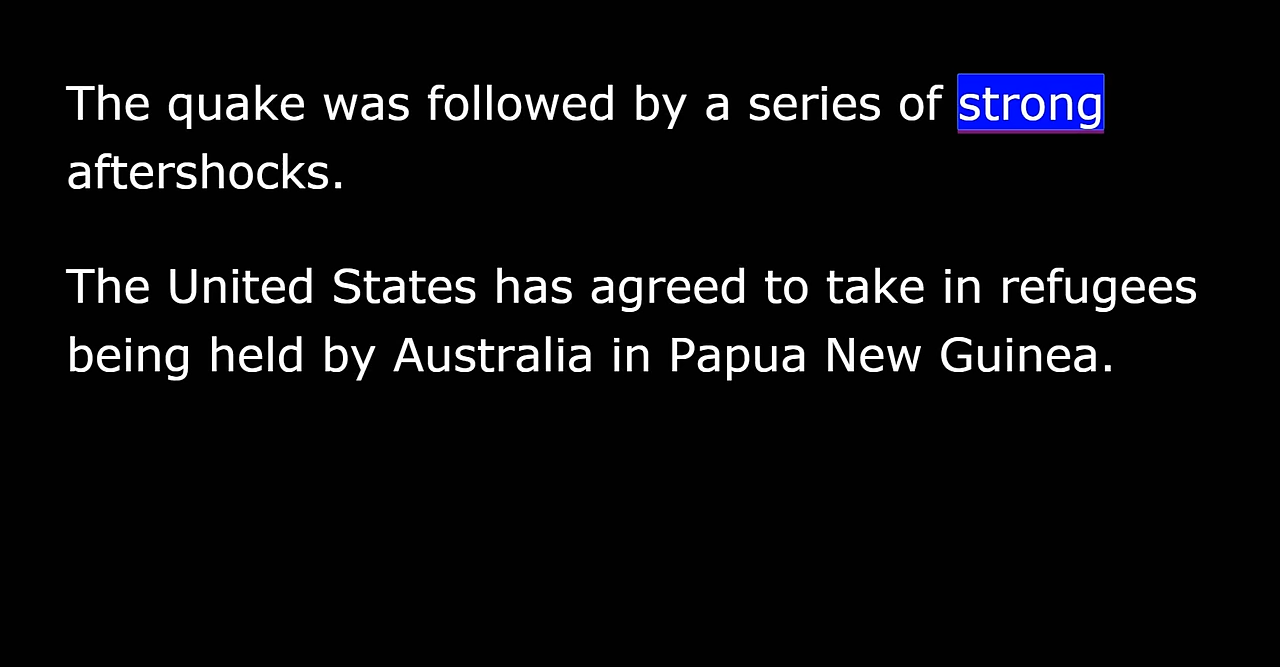 The quake was followed by a series of strong
aftershocks.
The United States has agreed to take in refugees
being held by Australia in Papua New Guinea.